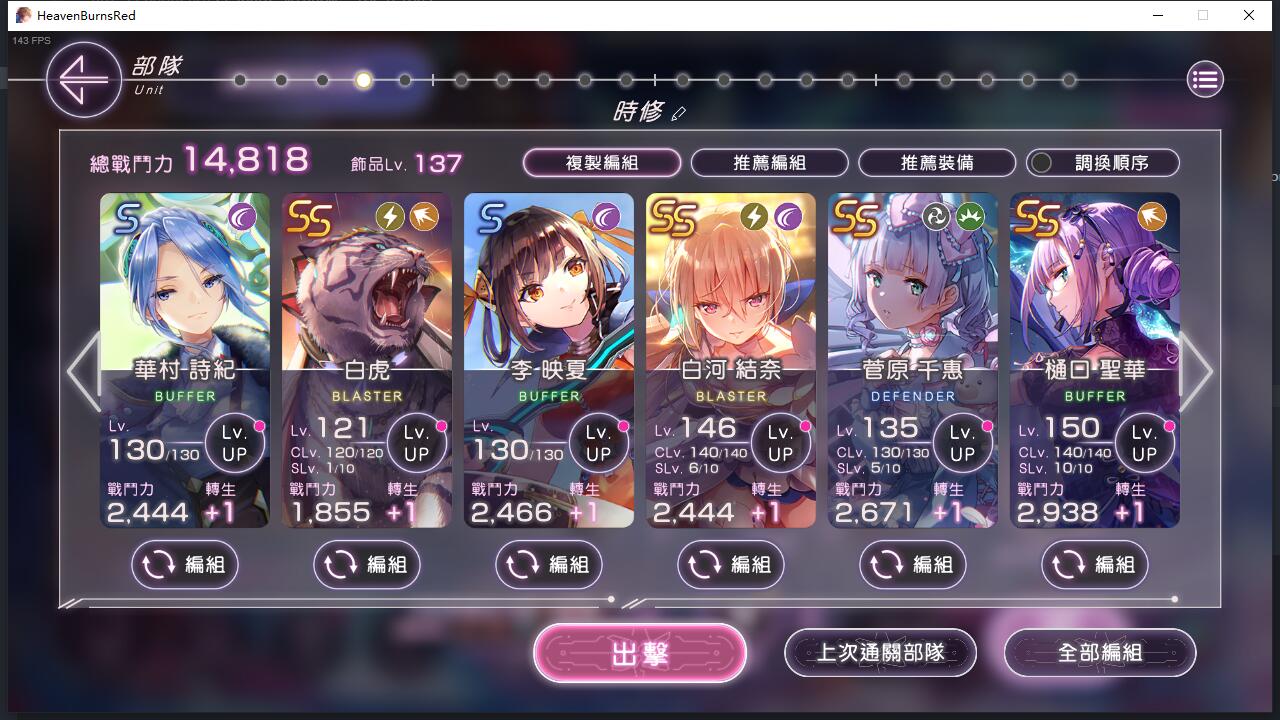 HeavenBurnsRed
143 FPS
部隊
Unit
時修
總戰鬥力 14,818 飾品Lv. 137
複製編組 推薦編組 推薦裝備 調換順序
S SS S SS SS SS
華村 詩紀 白虎 李 映夏 白河 結奈 菅原 千惠 樋口 聖華
BUFFER BLASTER BUFFER BLASTER DEFENDER BUFFER
Lv. 130/130 Lv. UP
戰鬥力 2,444 轉生 +1
Lv. 121 CLv. 120/120 SLv. 1/10 Lv. UP
戰鬥力 1,855 轉生 +1
Lv. 130/130 Lv. UP
戰鬥力 2,466 轉生 +1
Lv. 146 CLv. 140/140 SLv. 6/10 Lv. UP
戰鬥力 2,444 轉生 +1
Lv. 135 CLv. 130/130 SLv. 5/10 Lv. UP
戰鬥力 2,671 轉生 +1
Lv. 150 CLv. 140/140 SLv. 10/10 Lv. UP
戰鬥力 2,938 轉生 +1
編組 編組 編組 編組 編組 編組
出擊 上次通關部隊 全部編組